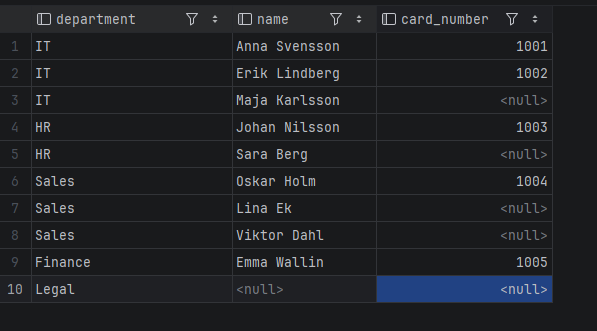 department name card_number
1 IT Anna Svensson 1001
2 IT Erik Lindberg 1002
3 IT Maja Karlsson <null>
4 HR Johan Nilsson 1003
5 HR Sara Berg <null>
6 Sales Oskar Holm 1004
7 Sales Lina Ek <null>
8 Sales Viktor Dahl <null>
9 Finance Emma Wallin 1005
10 Legal <null> <null>